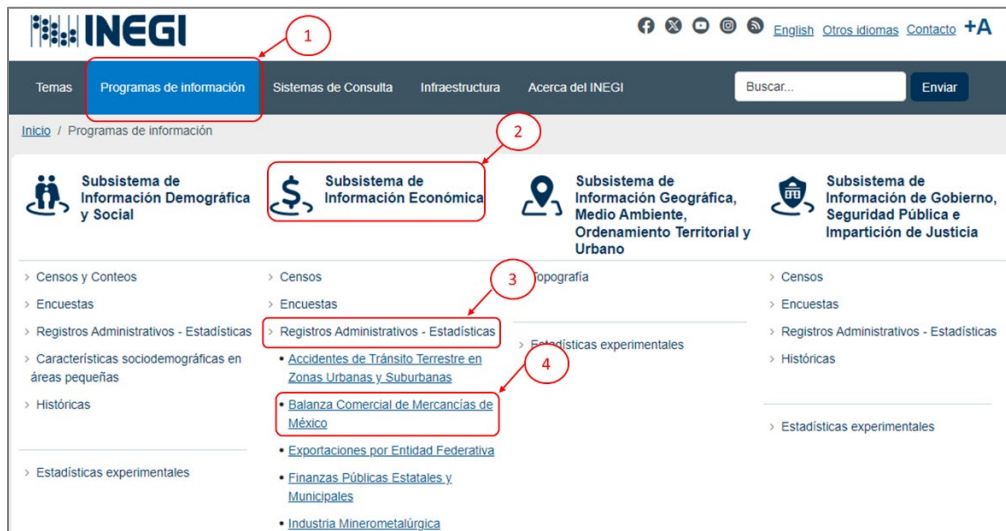 INEGI
1
English Otros idiomas Contacto +A
Temas Programas de información Sistemas de Consulta Infraestructura Acerca del INEGI Buscar... Enviar
Inicio / Programas de información
2
Subsistema de
Información Demográfica
y Social
Subsistema de
Información Económica
Subsistema de
Información Geográfica,
Medio Ambiente,
Ordenamiento Territorial y
Urbano
Subsistema de
Información de Gobierno,
Seguridad Pública e
Impartición de Justicia
> Censos y Conteos
> Encuestas
> Registros Administrativos - Estadísticas
> Características sociodemográficas en
áreas pequeñas
> Históricas
> Estadísticas experimentales
> Censos
> Encuestas
3
> Registros Administrativos - Estadísticas
• Accidentes de Tránsito Terrestre en
Zonas Urbanas y Suburbanas
4
• Balanza Comercial de Mercancías de
México
• Exportaciones por Entidad Federativa
• Finanzas Públicas Estatales y
Municipales
• Industria Minerometalúrgica
Topografía
> Estadísticas experimentales
> Censos
> Encuestas
> Registros Administrativos - Estadísticas
> Históricas
> Estadísticas experimentales